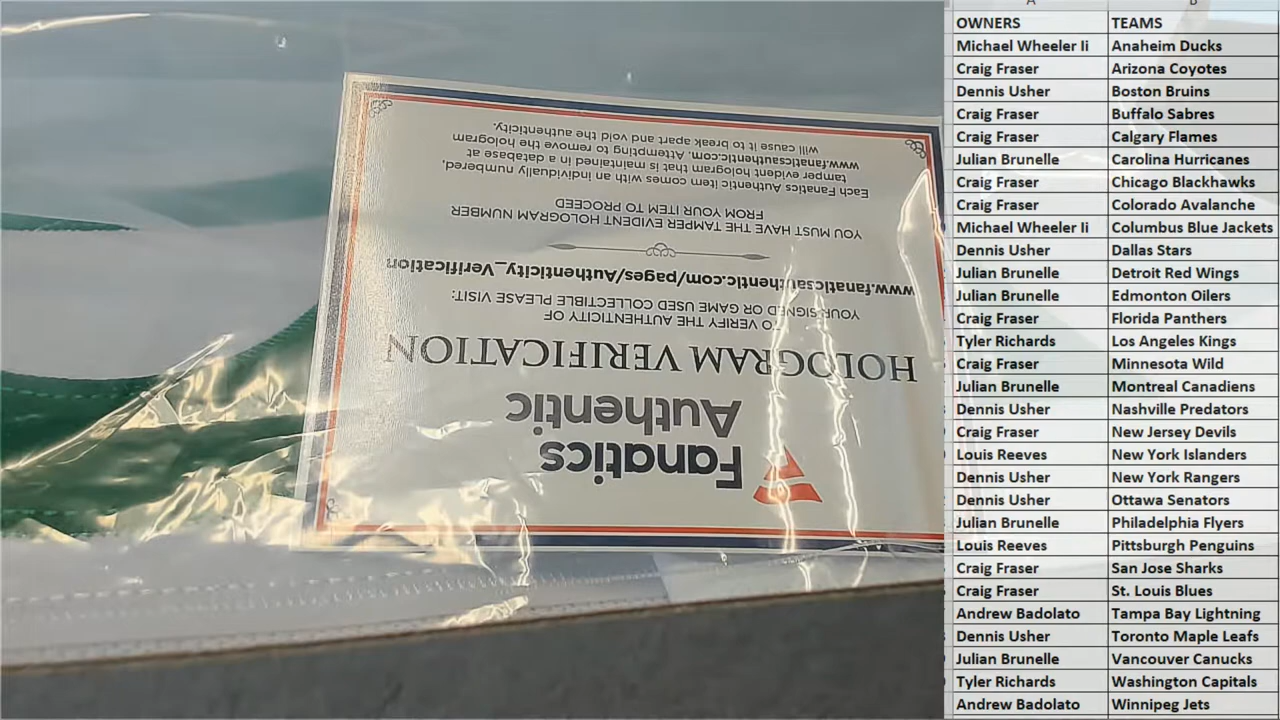 Fanatics
Authentic
HOLOGRAM VERIFICATION
TO VERIFY THE AUTHENTICITY OF
YOUR SIGNED OR GAME USED COLLECTIBLE PLEASE VISIT:
www.fanaticsauthentic.com/pages/Authenticity_Verification
YOU MUST HAVE THE TAMPER EVIDENT HOLOGRAM NUMBER
FROM YOUR ITEM TO PROCEED
Each Fanatics Authentic item comes with an individually numbered,
tamper evident hologram that is maintained in a database at
www.fanaticsauthentic.com. Attempting to remove the hologram
will cause it to break apart and void the authenticity.
OWNERS TEAMS
Michael Wheeler Ii Anaheim Ducks
Craig Fraser Arizona Coyotes
Dennis Usher Boston Bruins
Craig Fraser Buffalo Sabres
Craig Fraser Calgary Flames
Julian Brunelle Carolina Hurricanes
Craig Fraser Chicago Blackhawks
Craig Fraser Colorado Avalanche
Michael Wheeler Ii Columbus Blue Jackets
Dennis Usher Dallas Stars
Julian Brunelle Detroit Red Wings
Julian Brunelle Edmonton Oilers
Craig Fraser Florida Panthers
Tyler Richards Los Angeles Kings
Craig Fraser Minnesota Wild
Julian Brunelle Montreal Canadiens
Dennis Usher Nashville Predators
Craig Fraser New Jersey Devils
Louis Reeves New York Islanders
Dennis Usher New York Rangers
Dennis Usher Ottawa Senators
Julian Brunelle Philadelphia Flyers
Louis Reeves Pittsburgh Penguins
Craig Fraser San Jose Sharks
Craig Fraser St. Louis Blues
Andrew Badolato Tampa Bay Lightning
Dennis Usher Toronto Maple Leafs
Julian Brunelle Vancouver Canucks
Tyler Richards Washington Capitals
Andrew Badolato Winnipeg Jets